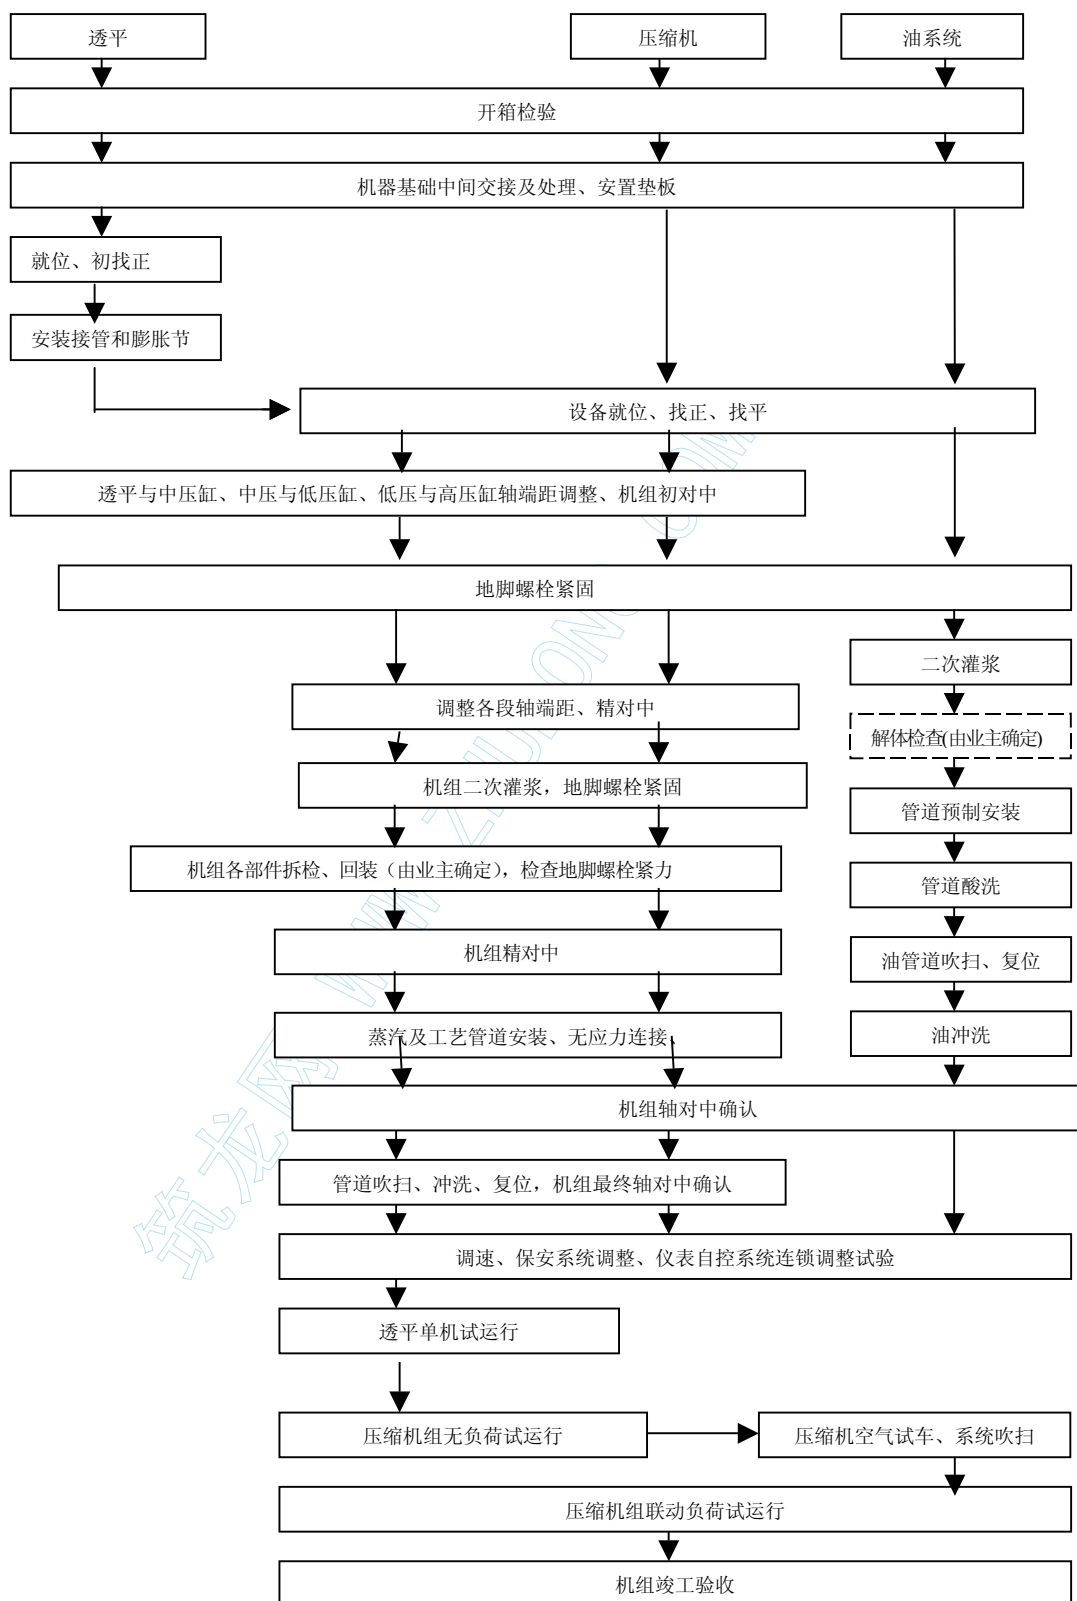 透平
压缩机
油系统
开箱检验
机器基础中间交接及处理、安置垫板
就位、初找正
安装接管和膨胀节
设备就位、找正、找平
透平与中压缸、中压与低压缸、低压与高压缸轴端距调整、机组初对中
地脚螺栓紧固
二次灌浆
调整各段轴端距、精对中
解体检查(由业主确定)
机组二次灌浆，地脚螺栓紧固
管道预制安装
机组各部件拆检、回装（由业主确定），检查地脚螺栓紧力
管道酸洗
机组精对中
油管道吹扫、复位
蒸汽及工艺管道安装、无应力连接、
油冲洗
机组轴对中确认
管道吹扫、冲洗、复位，机组最终轴对中确认
调速、保安系统调整、仪表自控系统连锁调整试验
透平单机试运行
压缩机组无负荷试运行
压缩机空气试车、系统吹扫
压缩机组联动负荷试运行
机组竣工验收